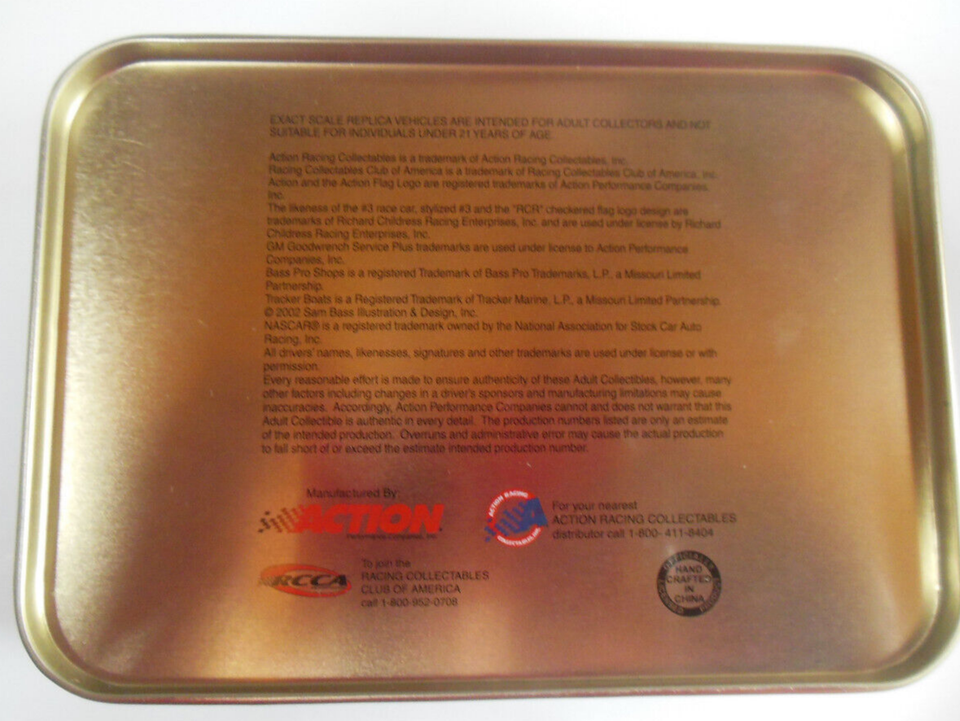 EXACT SCALE REPLICA VEHICLES ARE INTENDED FOR ADULT COLLECTORS AND NOT
SUITABLE FOR INDIVIDUALS UNDER 21 YEARS OF AGE.
Action Racing Collectables is a trademark of Action Racing Collectables, Inc.
Racing Collectables Club of America is a trademark of Racing Collectables Club of America, Inc.
Action and the Action Flag Logo are registered trademarks of Action Performance Companies,
Inc.
The likeness of the #3 race car, stylized #3 and the "RCR" checkered flag logo design are
trademarks of Richard Childress Racing Enterprises, Inc. and are used under license by Richard
Childress Racing Enterprises, Inc.
GM Goodwrench Service Plus trademarks are used under license to Action Performance
Companies, Inc.
Bass Pro Shops is a registered Trademark of Bass Pro Trademarks, L.P., a Missouri Limited
Partnership.
Tracker Boats is a Registered Trademark of Tracker Marine, L.P., a Missouri Limited Partnership.
© 2002 Sam Bass Illustration & Design, Inc.
NASCAR® is a registered trademark owned by the National Association for Stock Car Auto
Racing, Inc.
All drivers' names, likenesses, signatures and other trademarks are used under license or with
permission.
Every reasonable effort is made to ensure authenticity of these Adult Collectibles, however, many
other factors including changes in a driver's sponsors and manufacturing limitations may cause
inaccuracies. Accordingly, Action Performance Companies cannot and does not warrant that this
Adult Collectible is authentic in every detail. The production numbers listed are only an estimate
of the intended production. Overruns and administrative error may cause the actual production
to fall short of or exceed the estimate intended production number.
Manufactured By:
ACTION
Performance Companies, Inc.
ACTION RACING
COLLECTABLES, INC.
For your nearest
ACTION RACING COLLECTABLES
distributor call 1-800- 411-8404
RCCA
To join the
RACING COLLECTABLES
CLUB OF AMERICA
call 1-800-952-0708
OFFICIALLY
HAND
CRAFTED
IN
CHINA
LICENSED PRODUCT